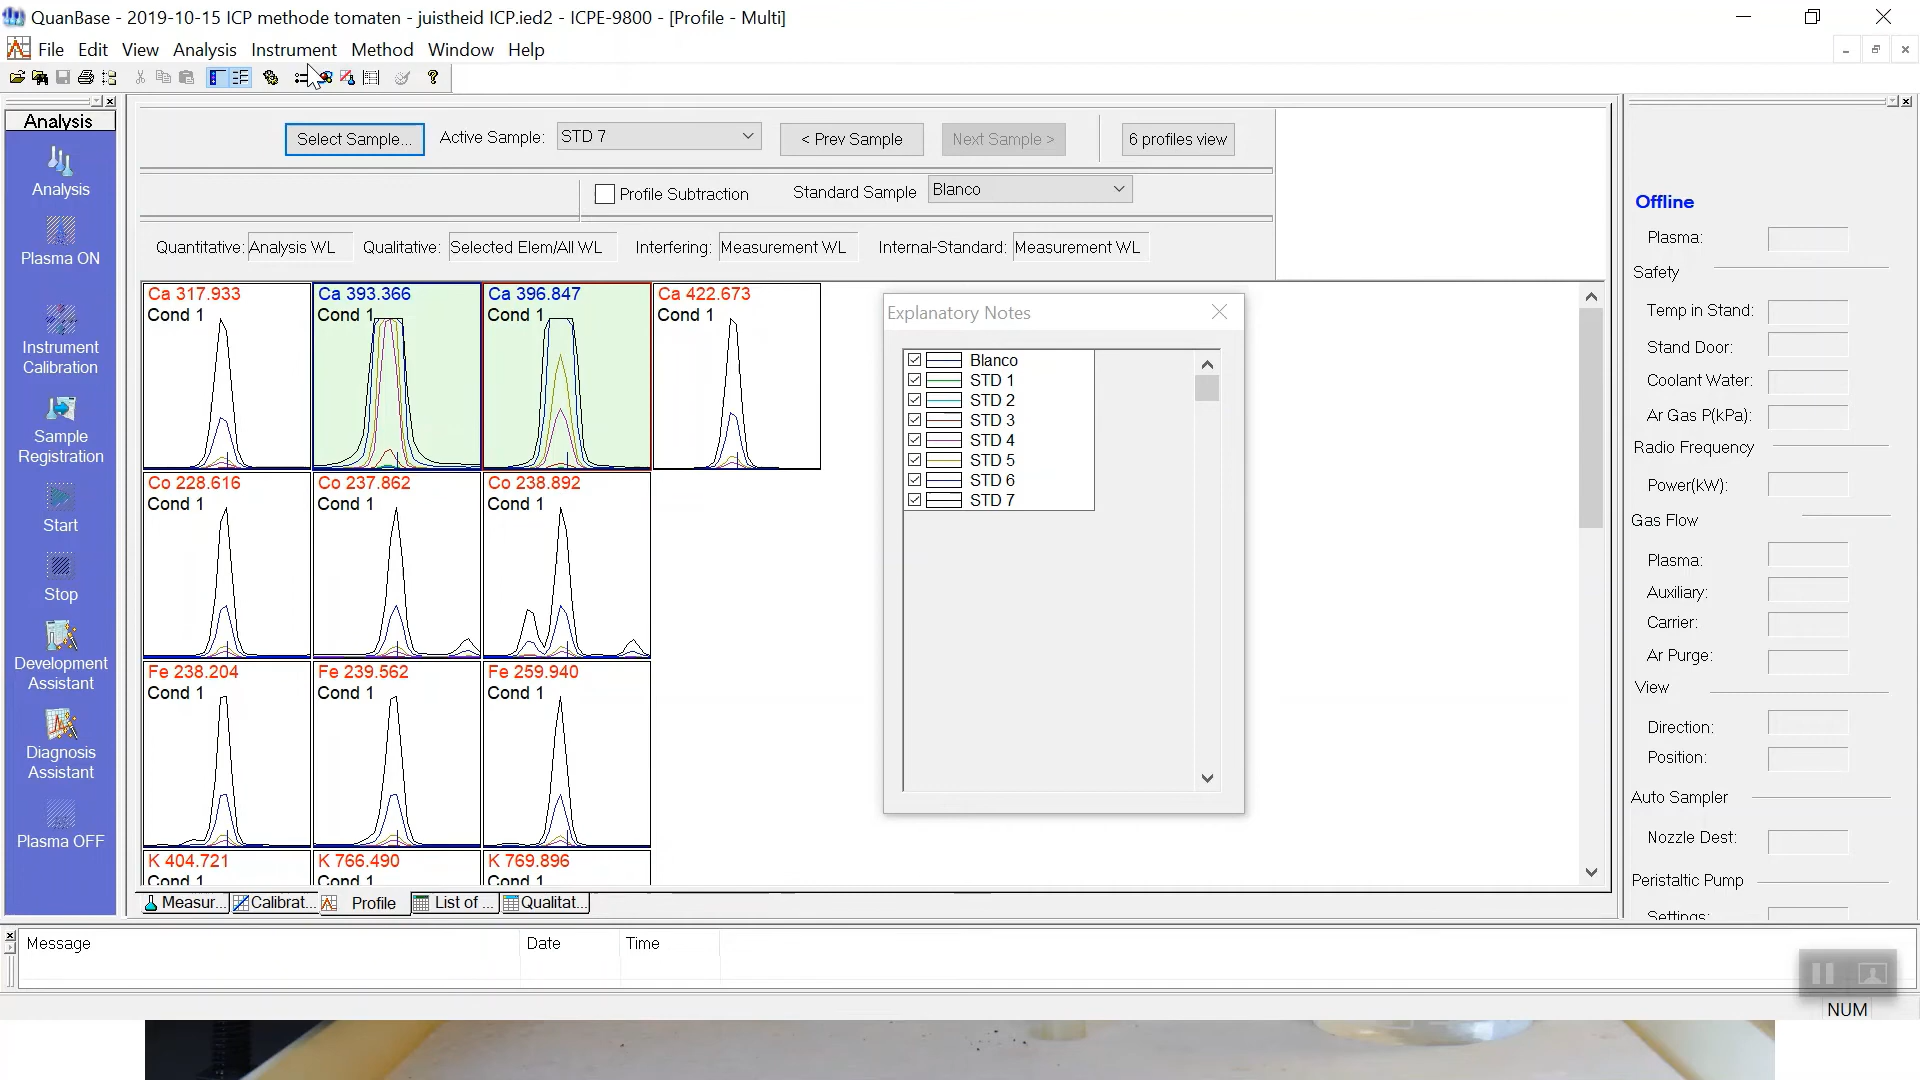 QuanBase - 2019-10-15 ICP methode tomaten - juistheid ICP.ied2 - ICPE-9800 - [Profile - Multi]
File Edit View Analysis Instrument Method Window Help
Analysis
Analysis
Plasma ON
Instrument
Calibration
Sample
Registration
Start
Stop
Development
Assistant
Diagnosis
Assistant
Plasma OFF
Select Sample... Active Sample: STD 7 < Prev Sample Next Sample > 6 profiles view
Profile Subtraction Standard Sample Blanco
Quantitative: Analysis WL Qualitative: Selected Elem/All WL Interfering: Measurement WL Internal-Standard: Measurement WL
Ca 317.933 Ca 393.366 Ca 396.847 Ca 422.673
Cond 1 Cond 1 Cond 1 Cond 1
Co 228.616 Co 237.862 Co 238.892
Cond 1 Cond 1 Cond 1
Fe 238.204 Fe 239.562 Fe 259.940
Cond 1 Cond 1 Cond 1
K 404.721 K 766.490 K 769.896
Cond 1 Cond 1 Cond 1
Explanatory Notes
Blanco
STD 1
STD 2
STD 3
STD 4
STD 5
STD 6
STD 7
Measur... Calibrat... Profile List of ... Qualitat...
Offline
Plasma:
Safety
Temp in Stand:
Stand Door:
Coolant Water:
Ar Gas P(kPa):
Radio Frequency
Power(kW):
Gas Flow
Plasma:
Auxiliary:
Carrier:
Ar Purge:
View
Direction:
Position:
Auto Sampler
Nozzle Dest:
Peristaltic Pump
Settings:
Message Date Time
NUM